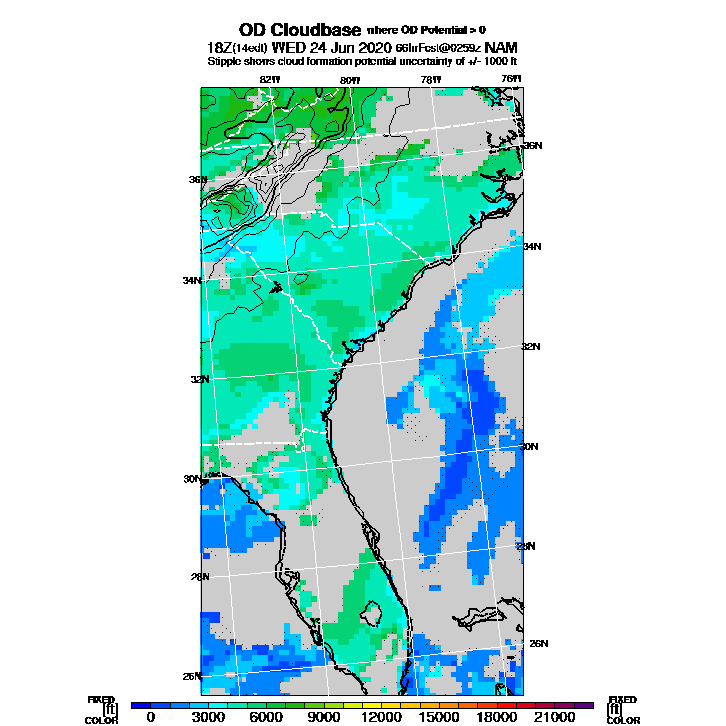 OD Cloudbase where OD Potential > 0
18Z(14edt) WED 24 Jun 2020 66hrFcst@0259z NAM
Stipple shows cloud formation potential uncertainty of +/- 1000 ft
82W 80W 78W 76W
36N 36N
34N 34N
32N 32N
30N 30N
28N 28N
26N 26N
FIXED FIXED
[ft] [ft]
COLOR COLOR
0 3000 6000 9000 12000 15000 18000 21000